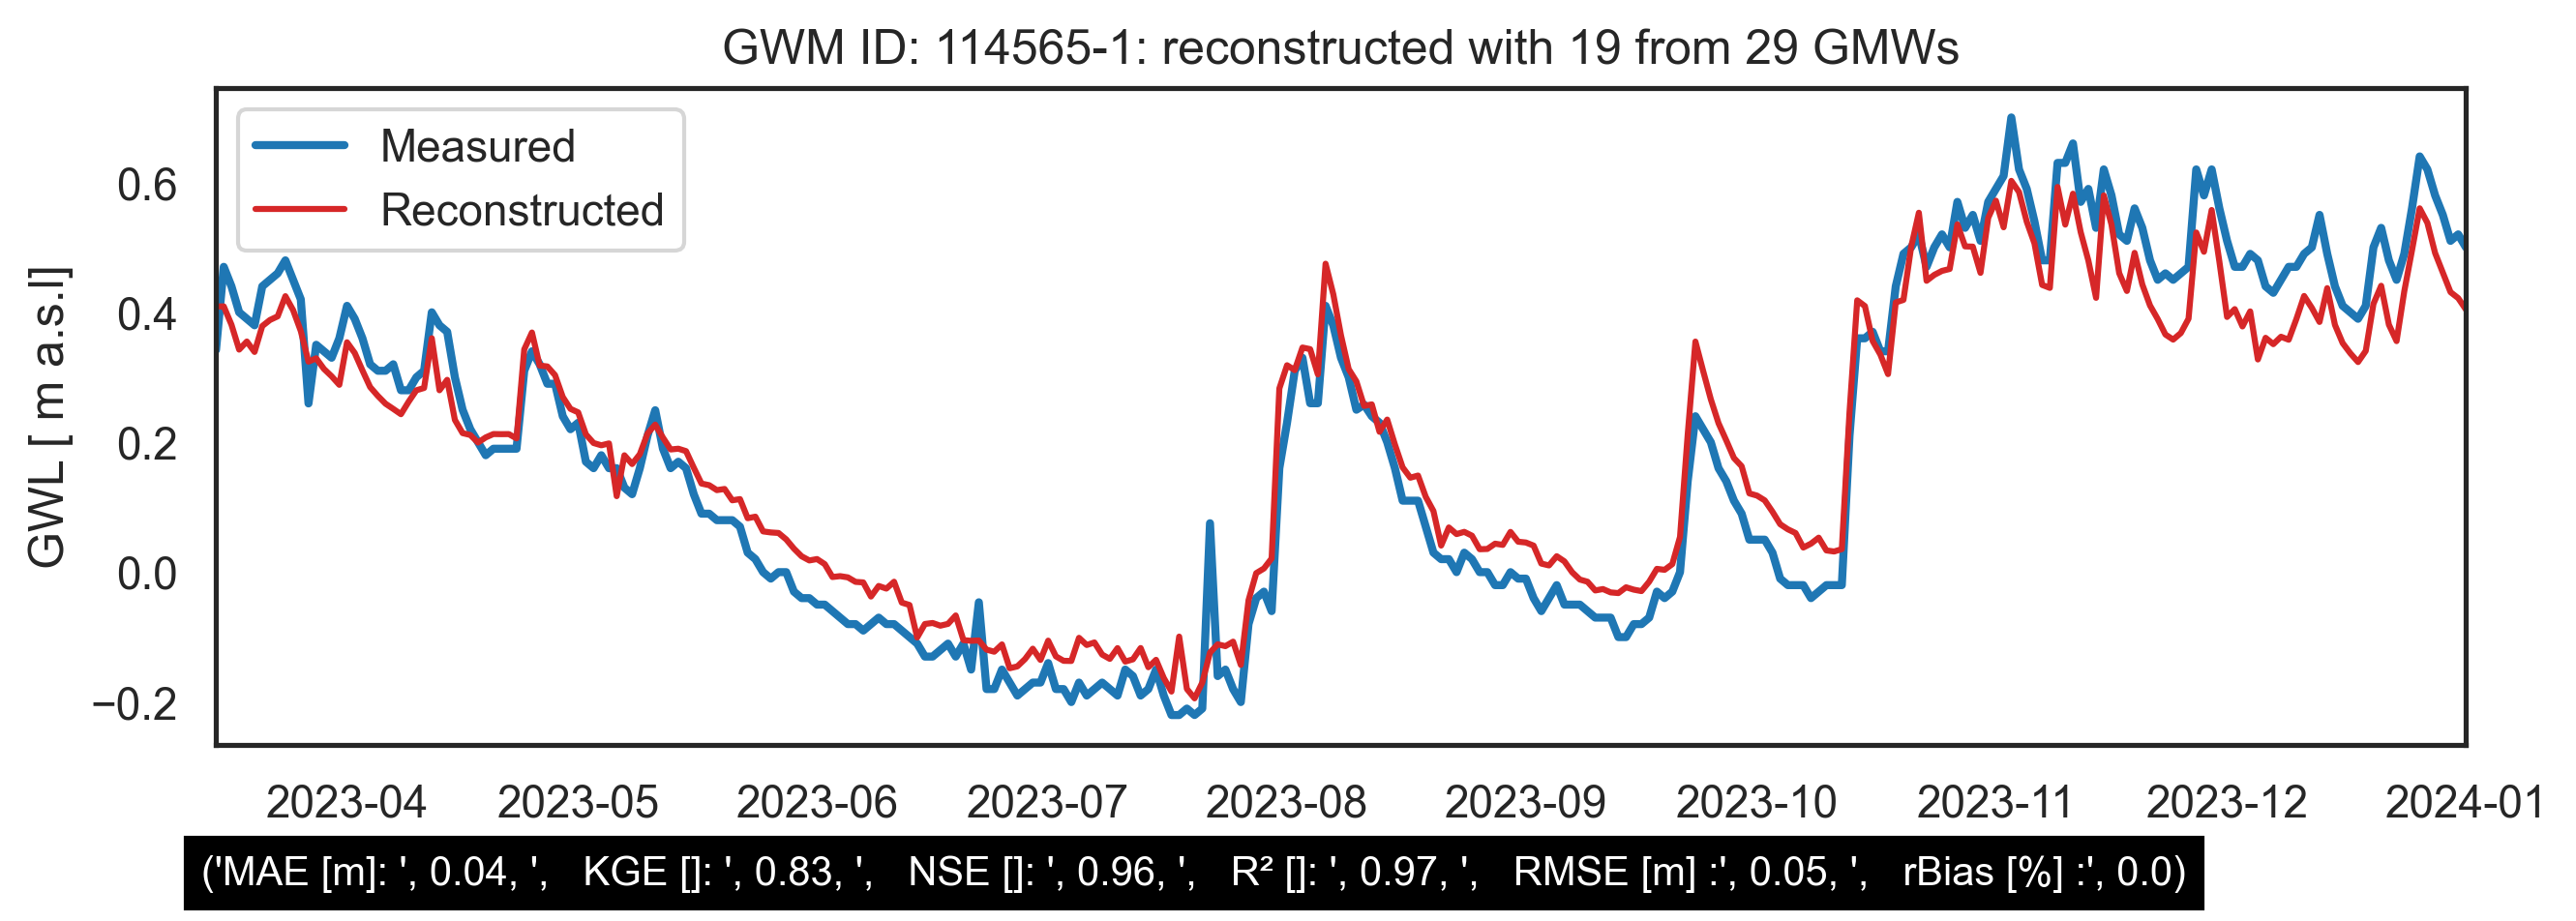 GWM ID: 114565-1: reconstructed with 19 from 29 GMWs
Measured
Reconstructed
GWL [ m a.s.l]
0.6
0.4
0.2
0.0
−0.2
2023-04 2023-05 2023-06 2023-07 2023-08 2023-09 2023-10 2023-11 2023-12 2024-01
('MAE [m]: ', 0.04, ',   KGE []: ', 0.83, ',   NSE []: ', 0.96, ',   R² []: ', 0.97, ',   RMSE [m] :', 0.05, ',   rBias [%] :', 0.0)